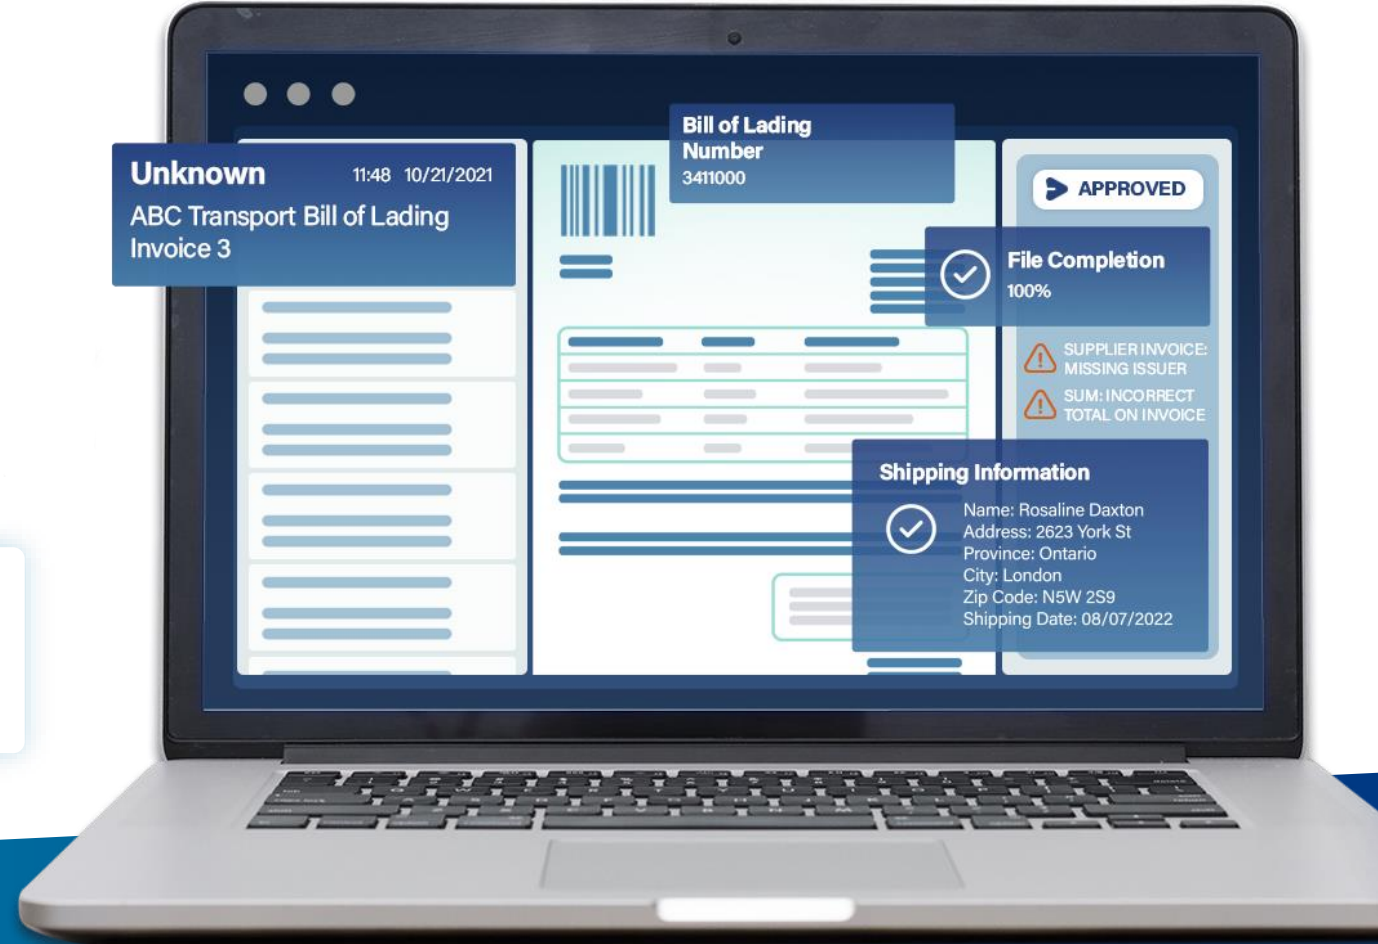 Unknown 11:48 10/21/2021
ABC Transport Bill of Lading
Invoice 3
Bill of Lading
Number
3411000
APPROVED
File Completion
100%
SUPPLIER INVOICE:
MISSING ISSUER
SUM: INCORRECT
TOTAL ON INVOICE
Shipping Information
Name: Rosaline Daxton
Address: 2623 York St
Province: Ontario
City: London
Zip Code: N5W 2S9
Shipping Date: 08/07/2022